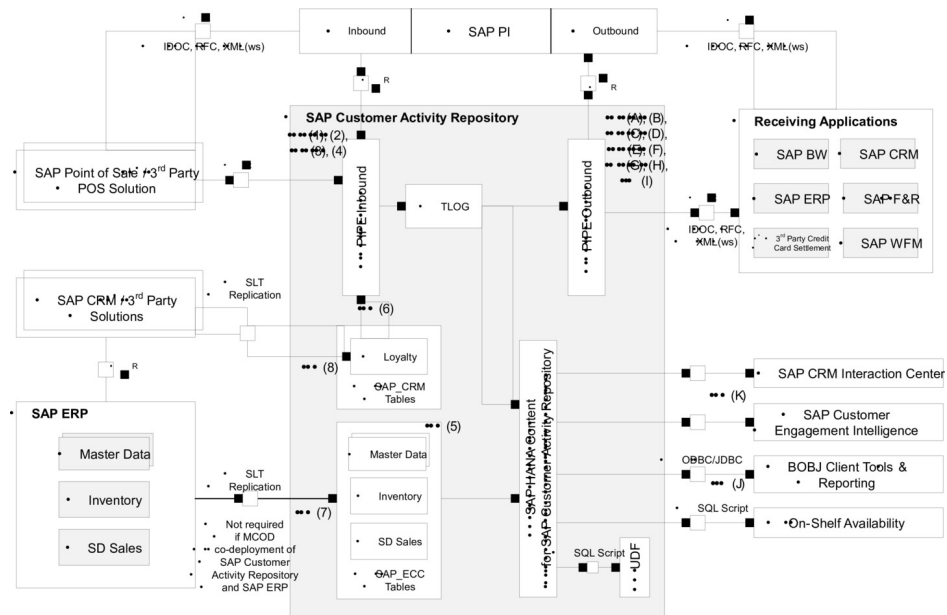 Inbound
SAP PI
Outbound
IDOC, RFC, XML(ws)
IDOC, RFC, XML(ws)
R
R
SAP Customer Activity Repository
(1), (2),
(3), (4)
(A), (B),
(C), (D),
(E), (F),
(G), (H),
(I)
Receiving Applications
SAP BW
SAP CRM
SAP ERP
SAP F&R
3rd Party Credit
Card Settlement
SAP WFM
SAP Point of Sale / 3rd Party
POS Solution
PIPE Inbound
TLOG
PIPE Outbound
IDOC, RFC,
XML(ws)
SLT
Replication
SAP CRM / 3rd Party
Solutions
(6)
R
(8)
Loyalty
SAP_CRM
Tables
SAP HANA Content
for SAP Customer Activity Repository
SAP CRM Interaction Center
(K)
SAP ERP
Master Data
Inventory
SD Sales
SLT
Replication
(7)
Not required
if MCOD
co-deployment of
SAP Customer
Activity Repository
and SAP ERP
(5)
Master Data
Inventory
SD Sales
SAP_ECC
Tables
SAP Customer
Engagement Intelligence
ODBC/JDBC
(J)
BOBJ Client Tools &
Reporting
SQL Script
On-Shelf Availability
SQL Script
UDF